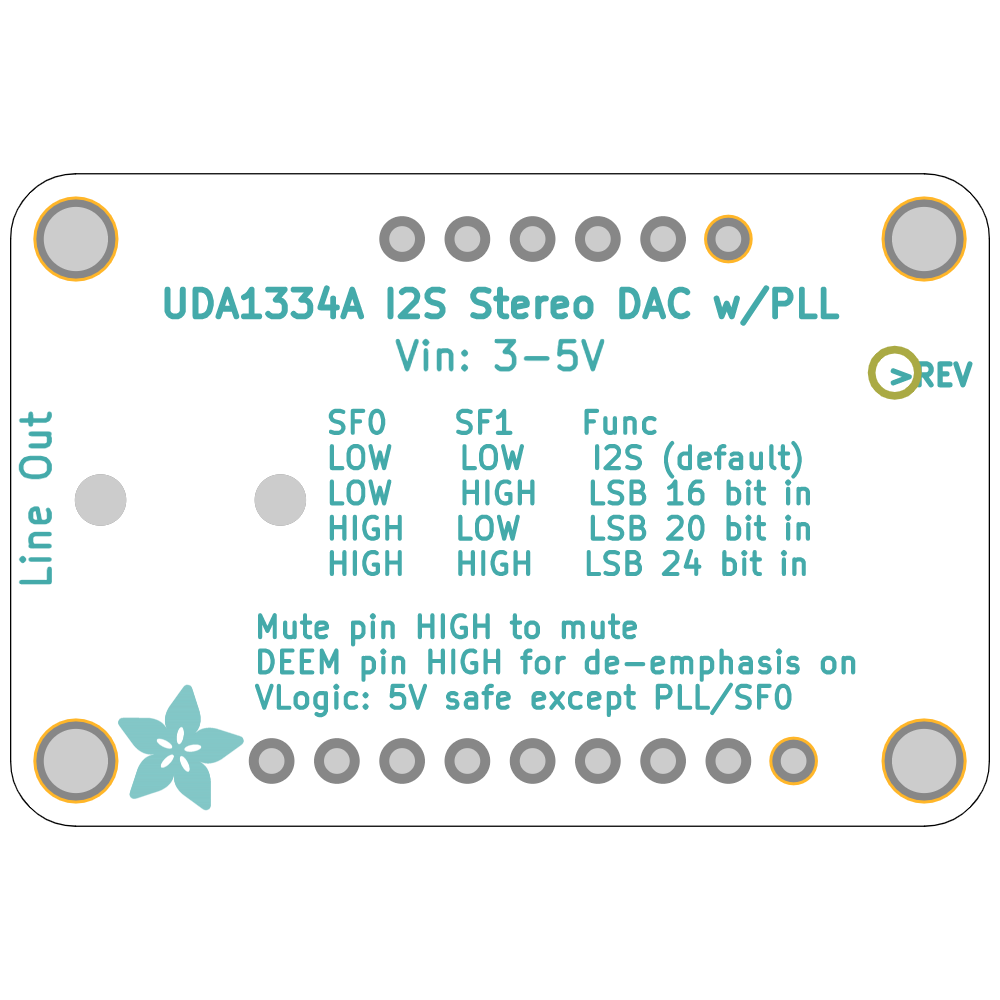 UDA1334A I2S Stereo DAC w/PLL
Vin: 3-5V
>REV
Line Out
SF0 SF1 Func
LOW LOW I2S (default)
LOW HIGH LSB 16 bit in
HIGH LOW LSB 20 bit in
HIGH HIGH LSB 24 bit in
Mute pin HIGH to mute
DEEM pin HIGH for de-emphasis on
VLogic: 5V safe except PLL/SF0